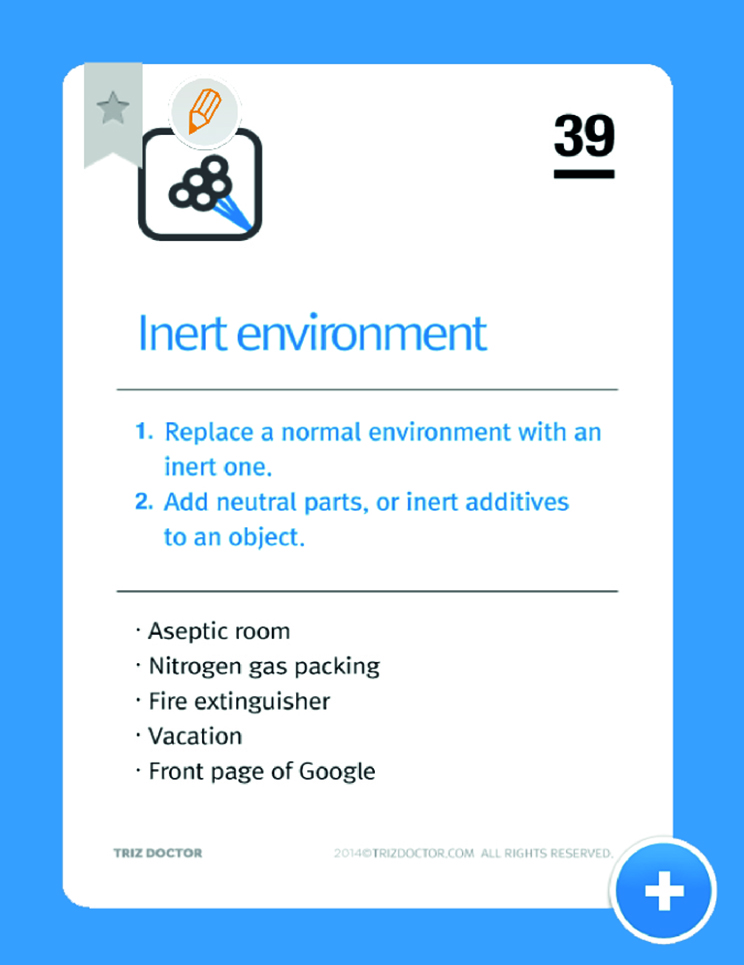 39
Inert environment
1. Replace a normal environment with an
inert one.
2. Add neutral parts, or inert additives
to an object.
· Aseptic room
· Nitrogen gas packing
· Fire extinguisher
· Vacation
· Front page of Google
TRIZ DOCTOR
2014©TRIZDOCTOR.COM ALL RIGHTS RESERVED.